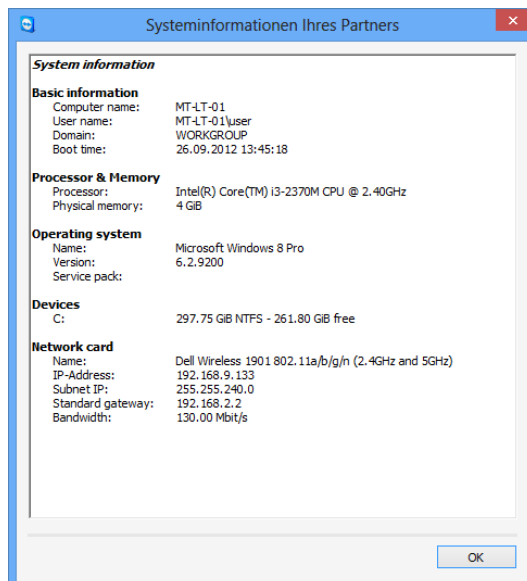 Systeminformationen Ihres Partners
System information
Basic information
Computer name: MT-LT-01
User name: MT-LT-01\user
Domain: WORKGROUP
Boot time: 26.09.2012 13:45:18
Processor & Memory
Processor: Intel(R) Core(TM) i3-2370M CPU @ 2.40GHz
Physical memory: 4 GiB
Operating system
Name: Microsoft Windows 8 Pro
Version: 6.2.9200
Service pack:
Devices
C: 297.75 GiB NTFS - 261.80 GiB free
Network card
Name: Dell Wireless 1901 802.11a/b/g/n (2.4GHz and 5GHz)
IP-Address: 192.168.9.133
Subnet IP: 255.255.240.0
Standard gateway: 192.168.2.2
Bandwidth: 130.00 Mbit/s
OK